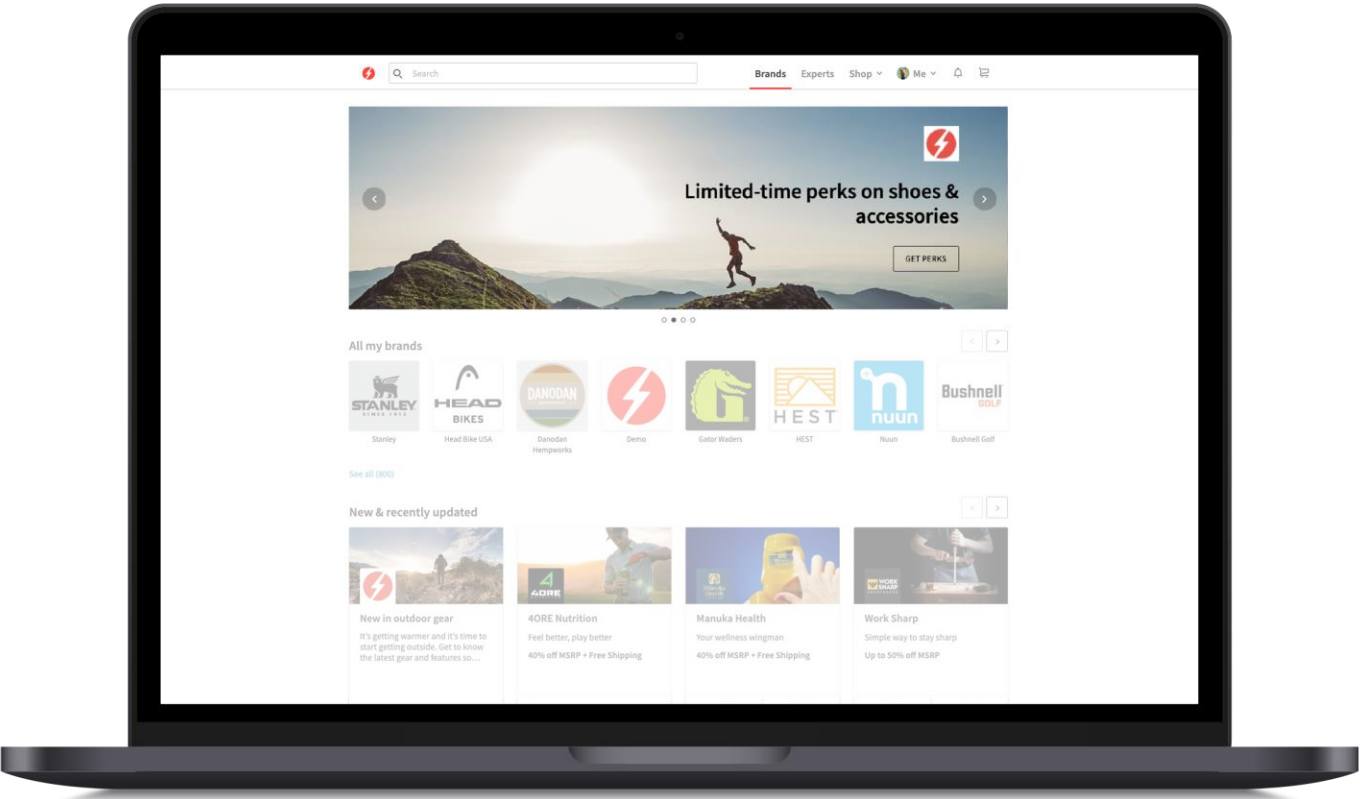 Search
Brands Experts Shop Me
Limited-time perks on shoes &
accessories
GET PERKS
All my brands
STANLEY
SINCE 1913
HEAD
BIKES
DANODAN
HEST
nuun
Bushnell
GOLF
Stanley Head Bike USA Danodan Demo Gator Waders HEST Nuun Bushnell Golf
Hempworks
See all (800)
New & recently updated
4ORE
WORK
SHARP
New in outdoor gear
It's getting warmer and it's time to
start getting outside. Get to know
the latest gear and features so...
4ORE Nutrition
Feel better, play better
40% off MSRP + Free Shipping
Manuka Health
Your wellness wingman
40% off MSRP + Free Shipping
Work Sharp
Simple way to stay sharp
Up to 50% off MSRP